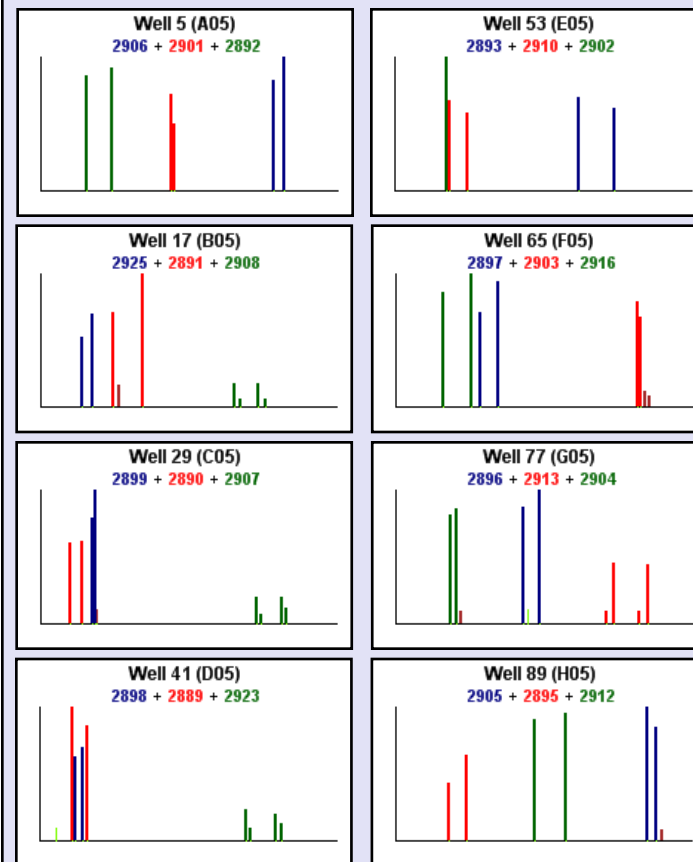 Well 5 (A05)
2906 + 2901 + 2892
Well 53 (E05)
2893 + 2910 + 2902
Well 17 (B05)
2925 + 2891 + 2908
Well 65 (F05)
2897 + 2903 + 2916
Well 29 (C05)
2899 + 2890 + 2907
Well 77 (G05)
2896 + 2913 + 2904
Well 41 (D05)
2898 + 2889 + 2923
Well 89 (H05)
2905 + 2895 + 2912